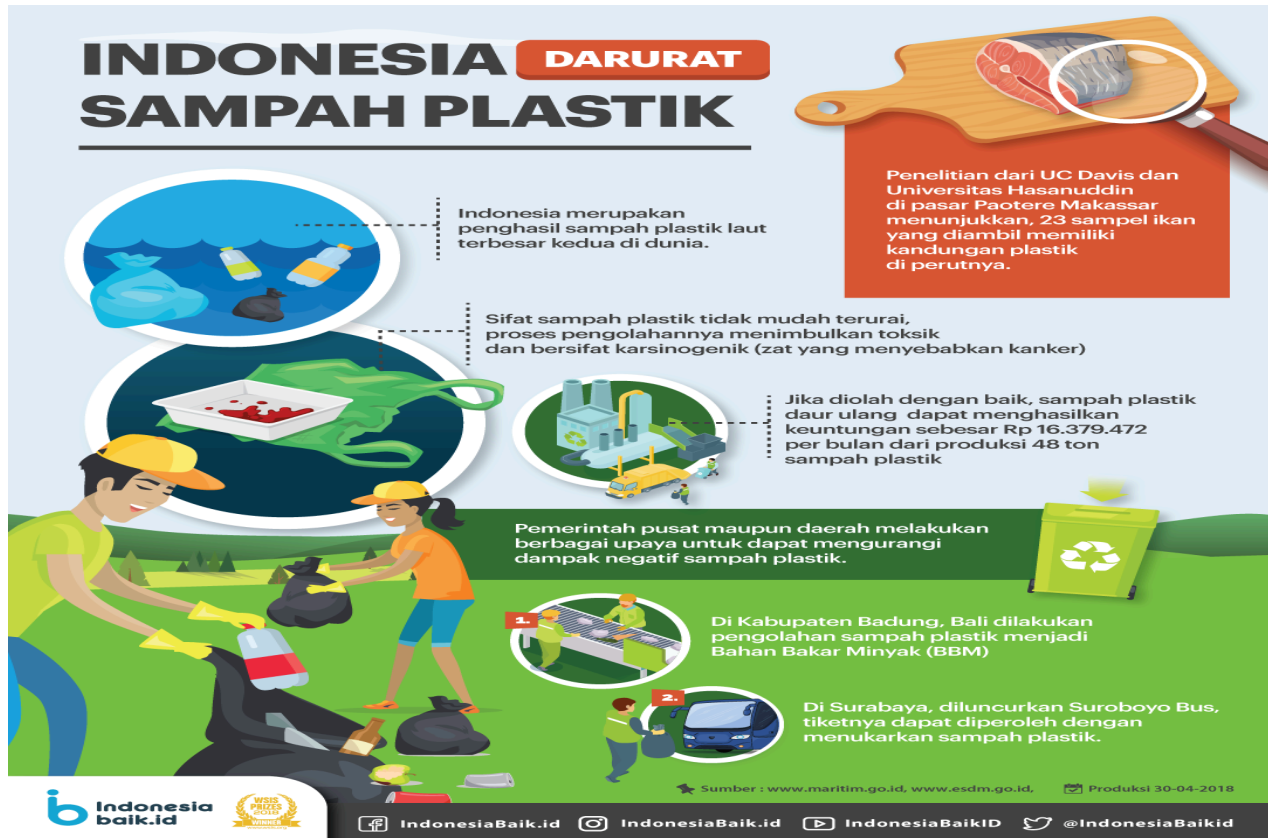 INDONESIA DARURAT
SAMPAH PLASTIK
Penelitian dari UC Davis dan
Universitas Hasanuddin
di pasar Paotere Makassar
menunjukkan, 23 sampel ikan
yang diambil memiliki
kandungan plastik
di perutnya.
Indonesia merupakan
penghasil sampah plastik laut
terbesar kedua di dunia.
Sifat sampah plastik tidak mudah terurai,
proses pengolahannya menimbulkan toksik
dan bersifat karsinogenik (zat yang menyebabkan kanker)
Jika diolah dengan baik, sampah plastik
daur ulang dapat menghasilkan
keuntungan sebesar Rp 16.379.472
per bulan dari produksi 48 ton
sampah plastik
Pemerintah pusat maupun daerah melakukan
berbagai upaya untuk dapat mengurangi
dampak negatif sampah plastik.
1.
Di Kabupaten Badung, Bali dilakukan
pengolahan sampah plastik menjadi
Bahan Bakar Minyak (BBM)
2.
Di Surabaya, diluncurkan Suroboyo Bus,
tiketnya dapat diperoleh dengan
menukarkan sampah plastik.
Sumber : www.maritim.go.id, www.esdm.go.id,
Produksi 30-04-2018
Indonesia
baik.id
WSIS
PRIZES
2018
WINNER
IndonesiaBaik.id
IndonesiaBaik.id
IndonesiaBaikID
@IndonesiaBaikid